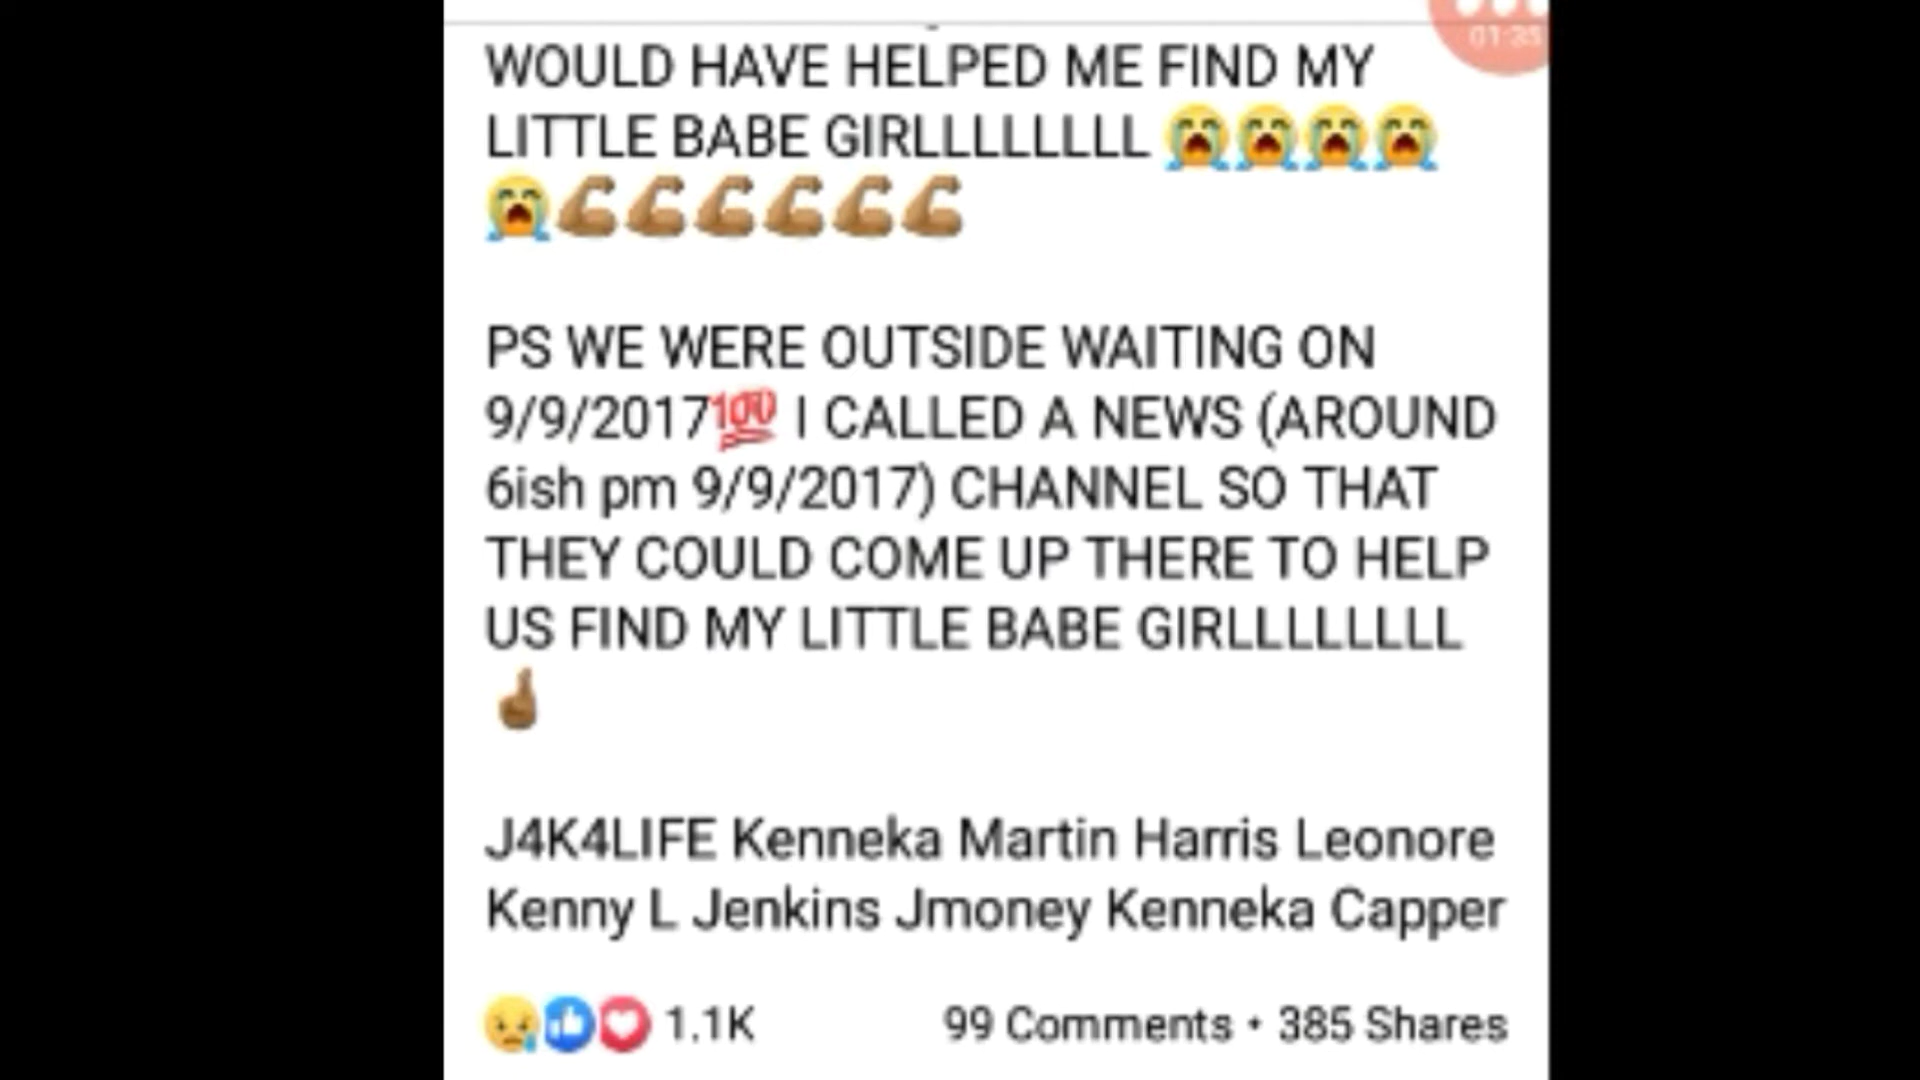 01:35
WOULD HAVE HELPED ME FIND MY
LITTLE BABE GIRLLLLLLLL 😭😭😭😭
😭💪🏽💪🏽💪🏽💪🏽💪🏽💪🏽
PS WE WERE OUTSIDE WAITING ON
9/9/2017💯 I CALLED A NEWS (AROUND
6ish pm 9/9/2017) CHANNEL SO THAT
THEY COULD COME UP THERE TO HELP
US FIND MY LITTLE BABE GIRLLLLLLLL
🤞🏾
J4K4LIFE Kenneka Martin Harris Leonore
Kenny L Jenkins Jmoney Kenneka Capper
1.1K 99 Comments • 385 Shares